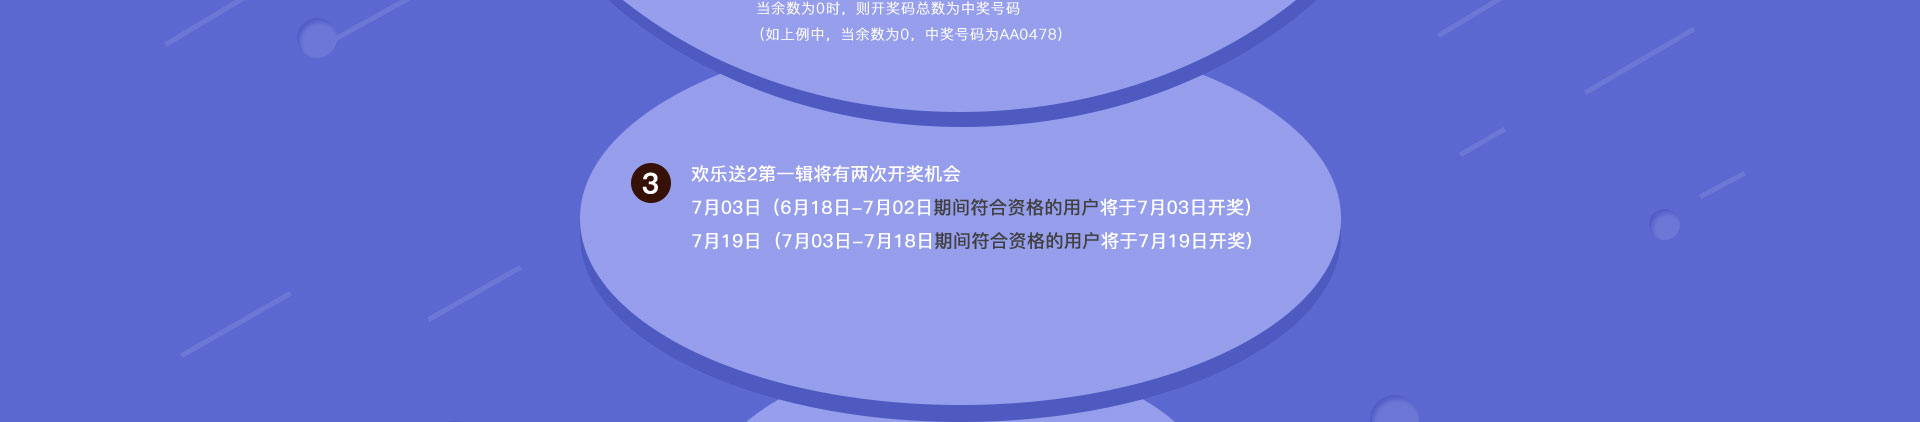 当余数为0时，则开奖码总数为中奖号码
（如上例中，当余数为0，中奖号码为AA0478）
3
欢乐送2第一辑将有两次开奖机会
7月03日（6月18日-7月02日期间符合资格的用户将于7月03日开奖）
7月19日（7月03日-7月18日期间符合资格的用户将于7月19日开奖）